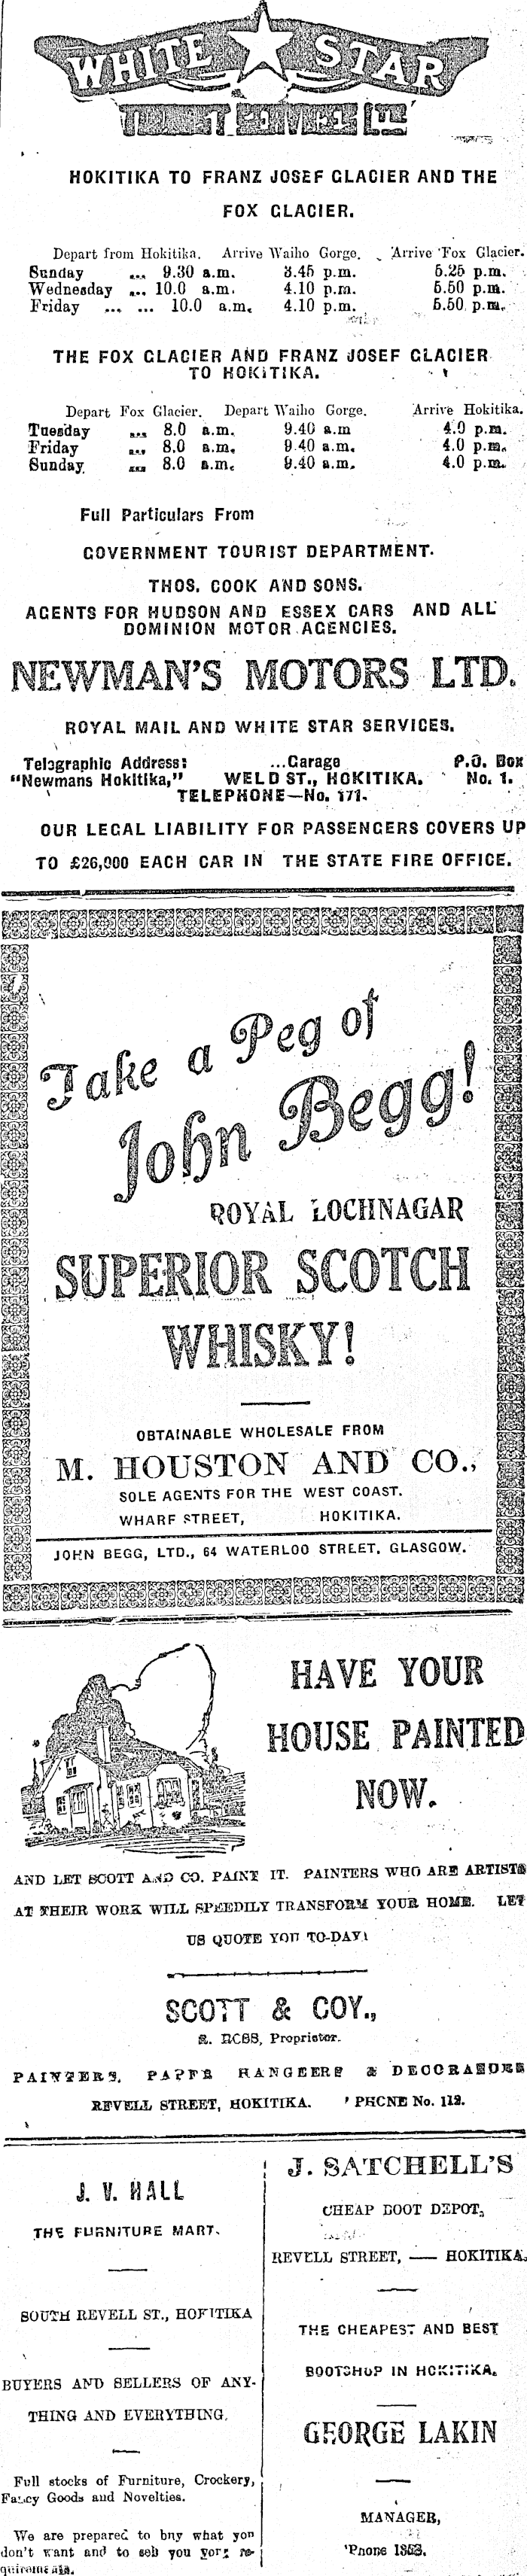 WHITE STAR
HOKITIKA TO FRANZ JOSEF GLACIER AND THE
FOX GLACIER.
Depart from Hokitika. Arrive Waiho Gorge. Arrive Fox Glacier.
Sunday ... 9.30 a.m. 3.45 p.m. 5.25 p.m.
Wednesday ... 10.0 a.m. 4.10 p.m. 5.50 p.m.
Friday ... ... 10.0 a.m. 4.10 p.m. 5.50 p.m.
THE FOX GLACIER AND FRANZ JOSEF GLACIER
TO HOKITIKA.
Depart Fox Glacier. Depart Waiho Gorge. Arrive Hokitika.
Tuesday ... 8.0 a.m. 9.40 a.m 4.0 p.m.
Friday ... 8.0 a.m. 9.40 a.m. 4.0 p.m.
Sunday ... 8.0 a.m. 9.40 a.m. 4.0 p.m.
Full Particulars From
GOVERNMENT TOURIST DEPARTMENT.
THOS. COOK AND SONS.
AGENTS FOR HUDSON AND ESSEX CARS AND ALL
DOMINION MOTOR AGENCIES.
NEWMAN'S MOTORS LTD.
ROYAL MAIL AND WHITE STAR SERVICES.
Telegraphic Address: ...Garage P.O. Box
"Newmans Hokitika," WELD ST., HOKITIKA. No. 1.
TELEPHONE—No. 171.
OUR LEGAL LIABILITY FOR PASSENGERS COVERS UP
TO £26,000 EACH CAR IN THE STATE FIRE OFFICE.
Take a Peg of
John Begg!
ROYAL LOCHNAGAR
SUPERIOR SCOTCH
WHISKY!
OBTAINABLE WHOLESALE FROM
M. HOUSTON AND CO.,
SOLE AGENTS FOR THE WEST COAST.
WHARF STREET, HOKITIKA.
JOHN BEGG, LTD., 64 WATERLOO STREET, GLASGOW.
HAVE YOUR
HOUSE PAINTED
NOW.
AND LET SCOTT AND CO. PAINT IT. PAINTERS WHO ARE ARTISTS
AT THEIR WORK WILL SPEEDILY TRANSFORM YOUR HOME. LET
US QUOTE YOU TO-DAY!
SCOTT & COY.,
ROSS, Proprietor.
PAINTERS, PAPER HANGEERS & DECORATORS
REVELL STREET, HOKITIKA. 'PHONE No. 112.
J. V. HALL
THE FURNITURE MART.
SOUTH REVELL ST., HOKITIKA
BUYERS AND SELLERS OF ANY-
THING AND EVERYTHING.
Full stocks of Furniture, Crockery,
Fancy Goods and Novelties.
We are prepared to buy what you
don't want and to sell you your re-
quirements.
J. SATCHELL'S
CHEAP BOOT DEPOT,
REVELL STREET, — HOKITIKA.
THE CHEAPEST AND BEST
BOOTSHOP IN HOKITIKA.
GEORGE LAKIN
MANAGER,
'Phone